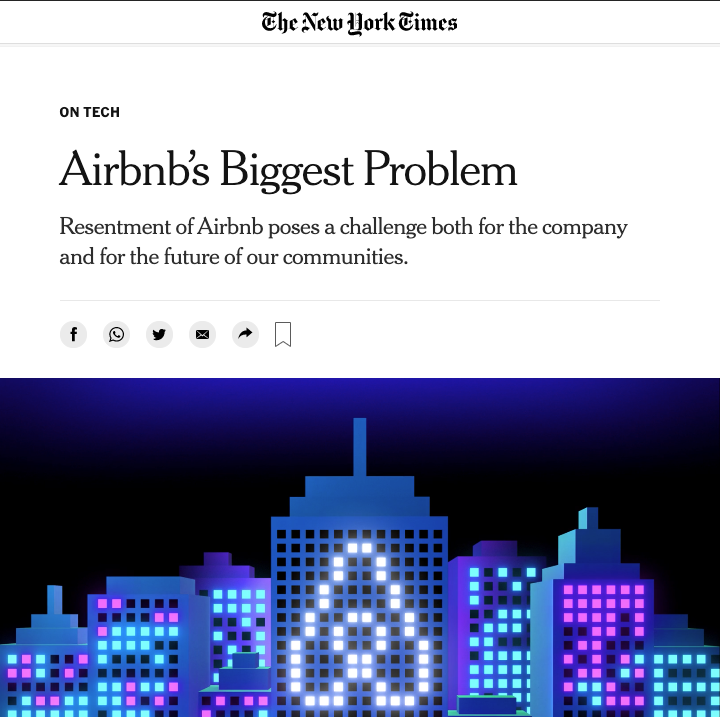 The New York Times
ON TECH
Airbnb’s Biggest Problem
Resentment of Airbnb poses a challenge both for the company
and for the future of our communities.